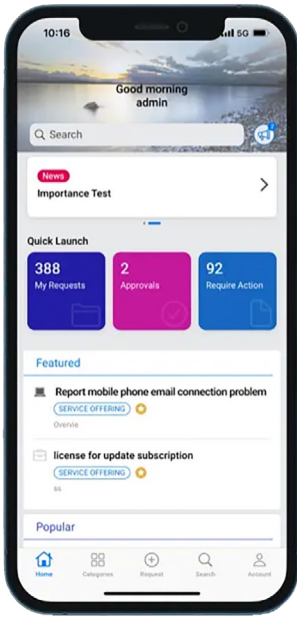 10:16
5G
Good morning
admin
Search
News
Importance Test
Quick Launch
388
My Requests
2
Approvals
92
Require Action
Featured
Report mobile phone email connection problem
SERVICE OFFERING
Overvie
license for update subscription
SERVICE OFFERING
Popular
Home
Categories
Request
Search
Account